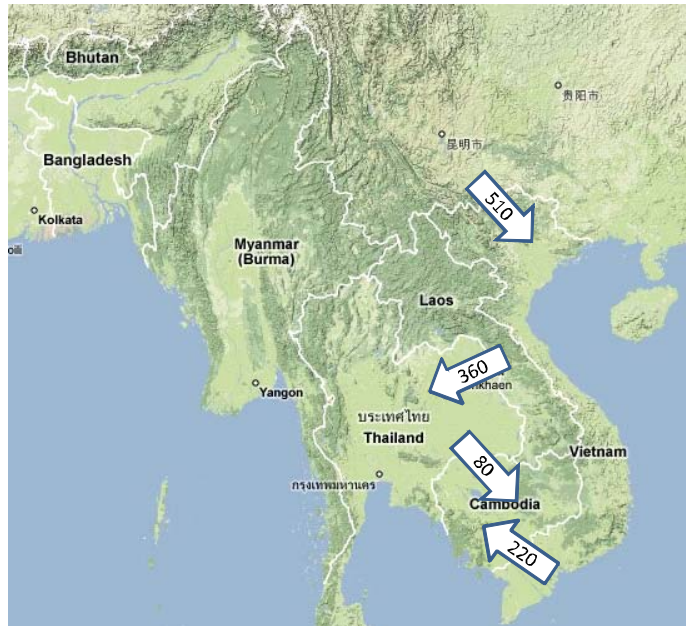 Bhutan
贵阳市
昆明市
Bangladesh
510
Kolkata
Myanmar
(Burma)
Laos
360
nkhaen
Yangon
ประเทศไทย
Thailand
80
Vietnam
กรุงเทพมหานคร
Cambodia
220